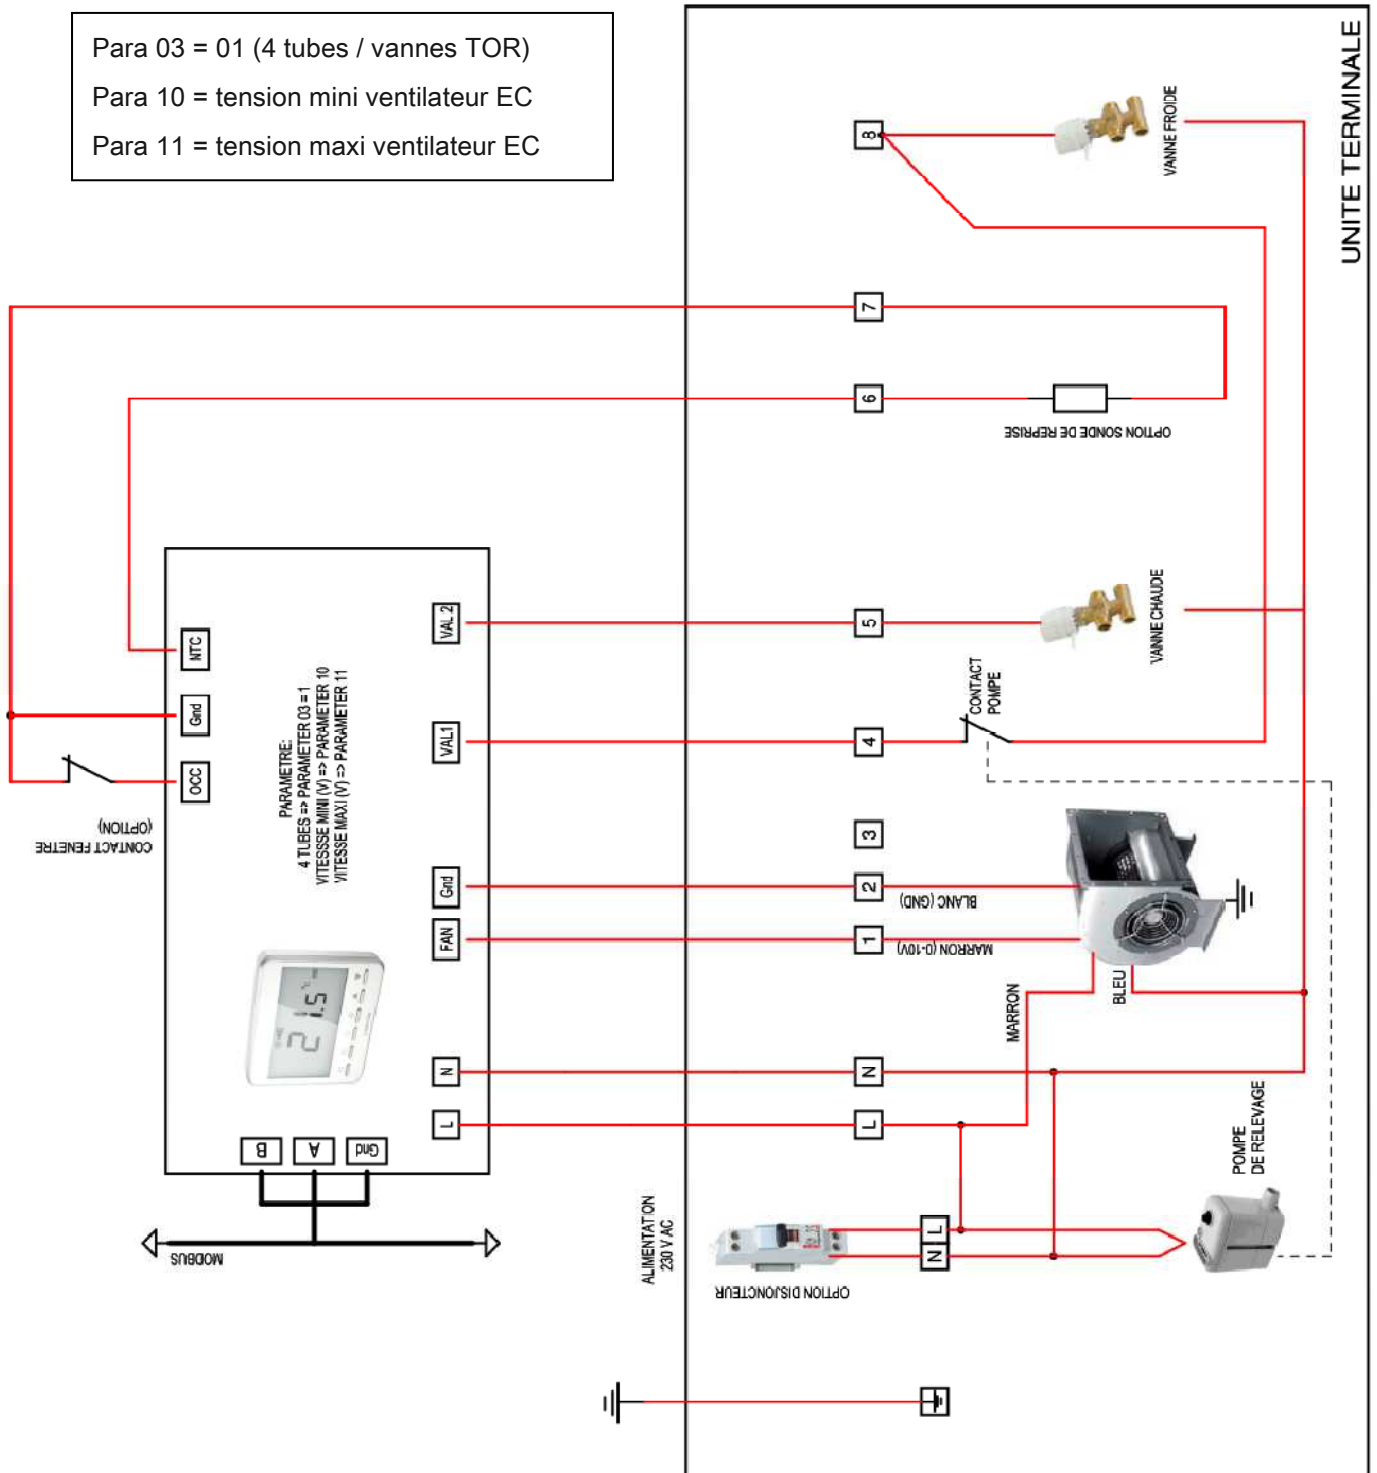 Para 03 = 01 (4 tubes / vannes TOR)
Para 10 = tension mini ventilateur EC
Para 11 = tension maxi ventilateur EC
UNITE TERMINALE
8
VANNE FROIDE
7
6
OPTION SONDE DE REPRISE
NTC
Gnd
OCC
CONTACT FENETRE
(OPTION)
PARAMETRE:
4 TUBES => PARAMETER 03 = 1
VITESSSE MINI (V) => PARAMETER 10
VITESSE MAXI (V) => PARAMETER 11
VAL 2
VAL1
Gnd
FAN
N
L
5
VANNE CHAUDE
4
CONTACT
POMPE
3
2
BLANC (GND)
1
MARRON (0-10V)
MARRON
BLEU
N
L
21.5
B
A
Gnd
MODBUS
ALIMENTATION
230 V AC
L
N
OPTION DISJONCTEUR
POMPE
DE RELEVAGE